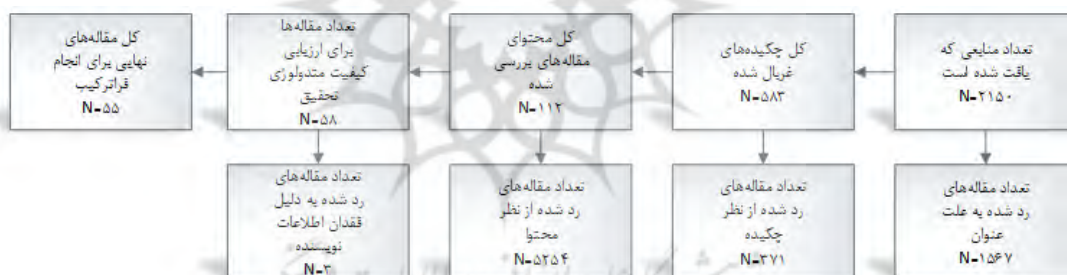 تعداد منابعی که
یافت شده است
N=۲۱۵۰
کل چکیده‌های
غربال شده
N=۵۸۳
کل محتوای
مقاله‌های بررسی
شده
N=۱۱۲
تعداد مقاله‌ها
برای ارزیابی
کیفیت متدولوژی
تحقیق
N=۵۸
کل مقاله‌های
نهایی برای انجام
فراترکیب
N=۵۵
تعداد مقاله‌های
رد شده به علت
عنوان
N=۱۵۶۷
تعداد مقاله‌های
رد شده از نظر
چکیده
N=۳۷۱
تعداد مقاله‌های
رد شده از نظر
محتوا
N=۵۲۵۴
تعداد مقاله‌های
رد شده به دلیل
فقدان اطلاعات
نویسنده
N=۳